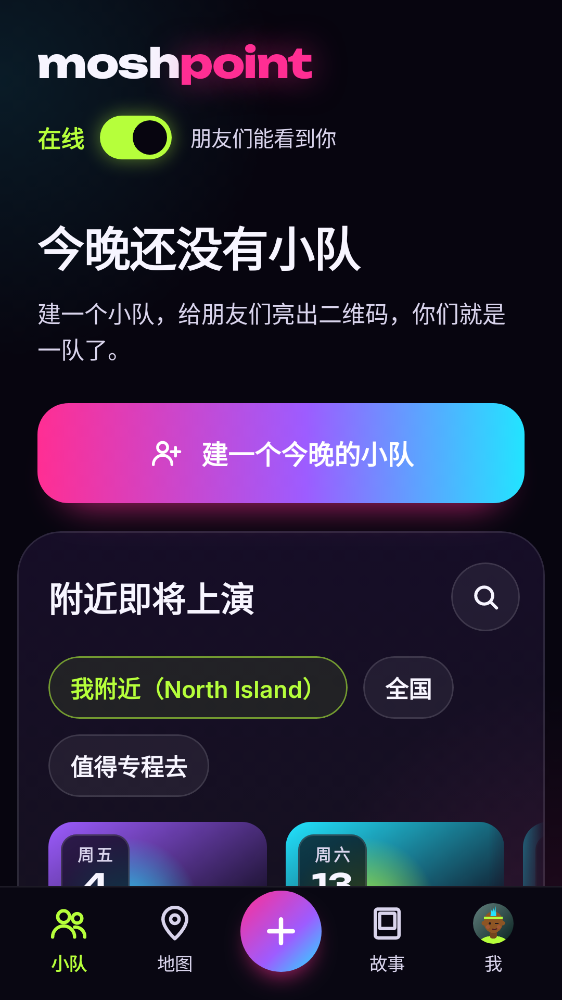 moshpoint
在线
朋友们能看到你
今晚还没有小队
建一个小队，给朋友们亮出二维码，你们就是
一队了。
建一个今晚的小队
附近即将上演
我附近（North Island）
全国
值得专程去
周五
4
周六
13
小队
地图
故事
我